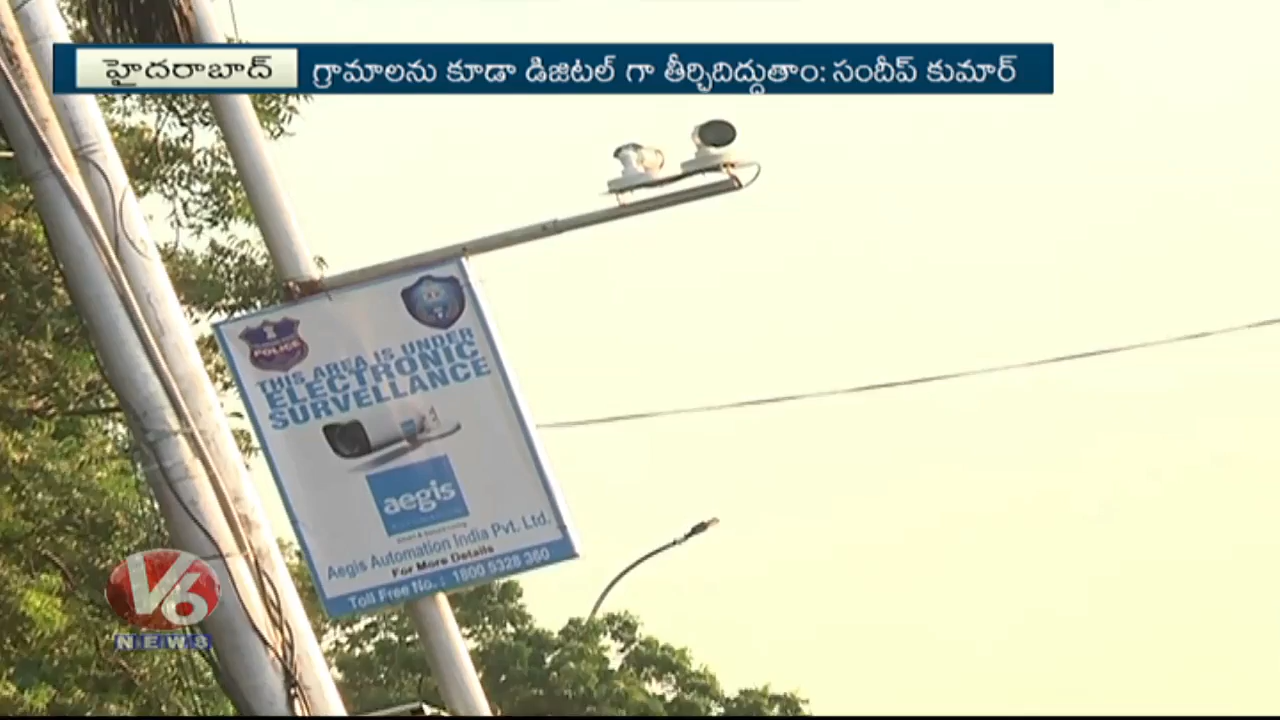 హైదరాబాద్ గ్రామాలను కూడా డిజిటల్ గా తీర్చిదిద్దుతాం: సందీప్ కుమార్
POLICE
THIS AREA IS UNDER
ELECTRONIC
SURVELLANCE
aegis
Aegis Automation India Pvt. Ltd.
For More Details
Toll Free No. : 1800 5328 360
V6
NEWS